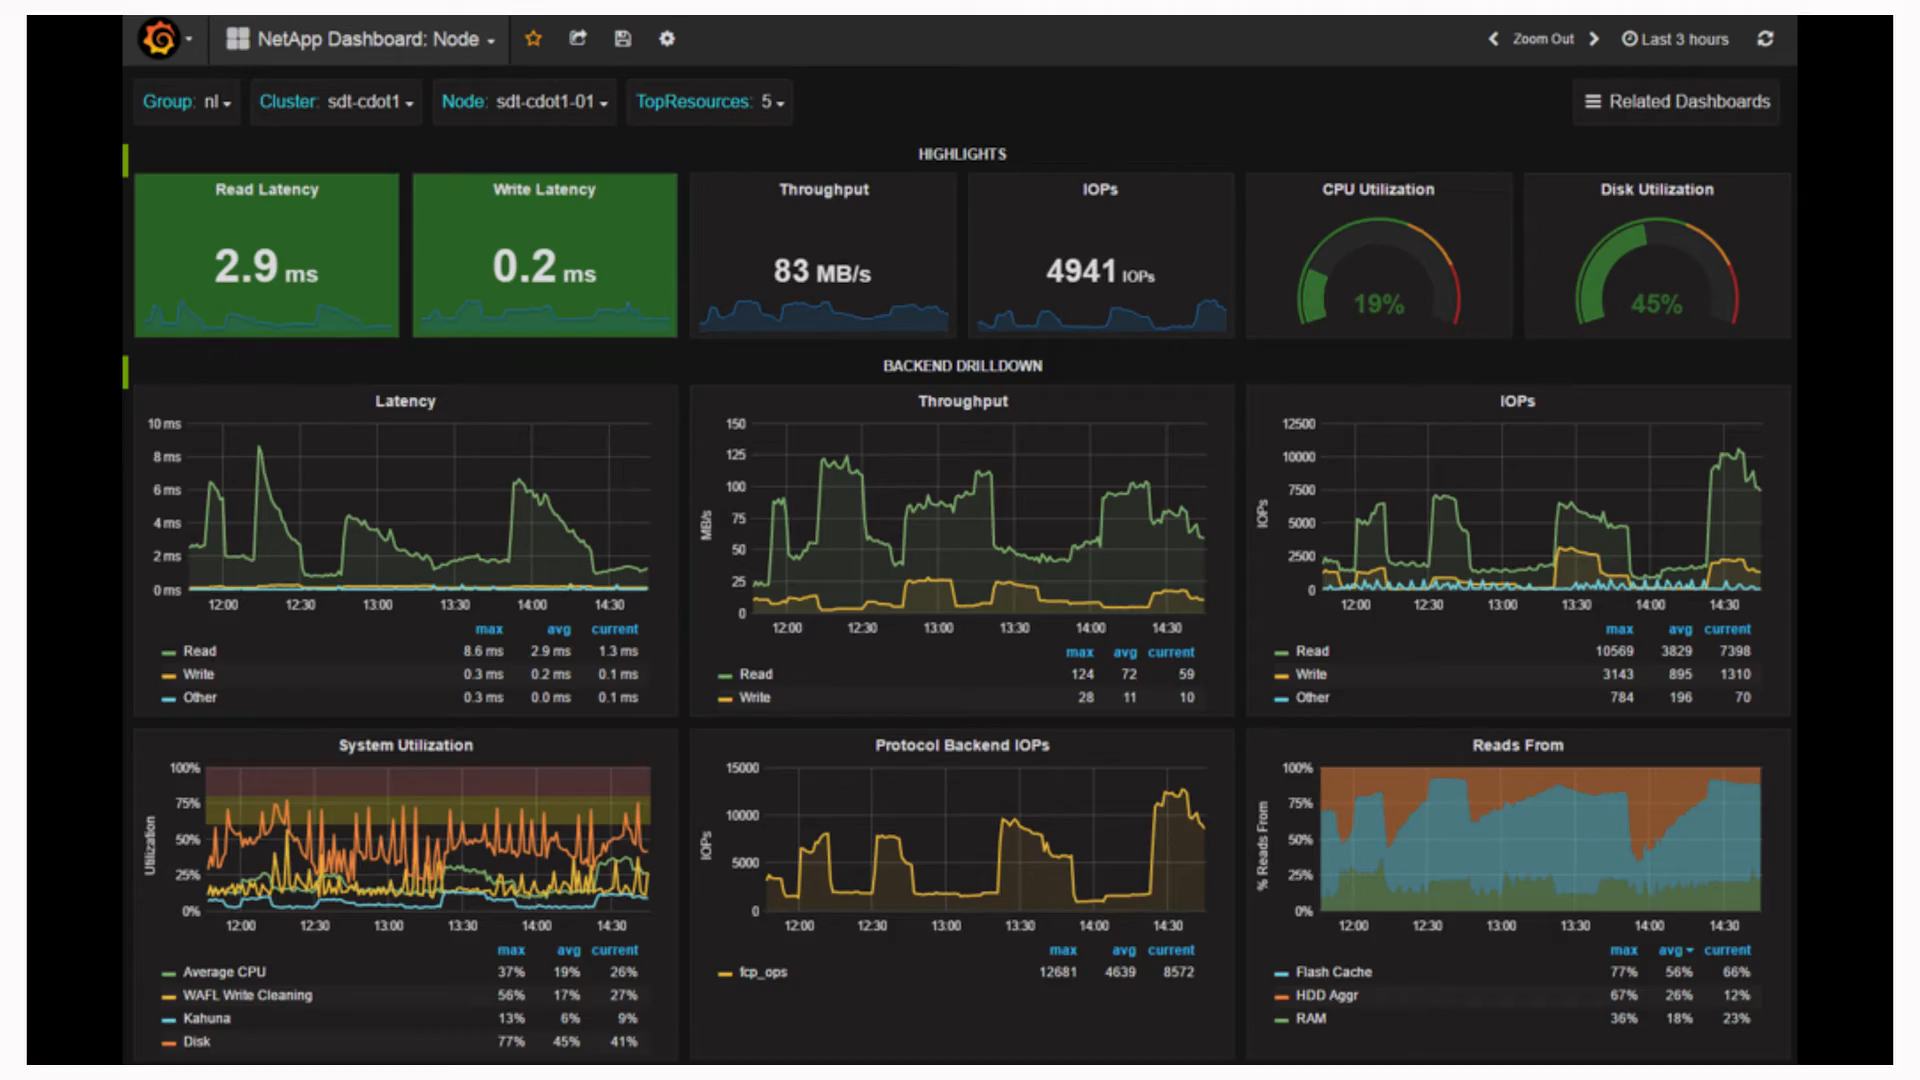 NetApp Dashboard: Node
Zoom Out
Last 3 hours
Group: nl
Cluster: sdt-cdot1
Node: sdt-cdot1-01
TopResources: 5
Related Dashboards
HIGHLIGHTS
Read Latency
2.9 ms
Write Latency
0.2 ms
Throughput
83 MB/s
IOPs
4941 IOPs
CPU Utilization
19%
Disk Utilization
45%
BACKEND DRILLDOWN
Latency
10 ms
8 ms
6 ms
4 ms
2 ms
0 ms
12:00 12:30 13:00 13:30 14:00 14:30
max avg current
Read 8.6 ms 2.9 ms 1.3 ms
Write 0.3 ms 0.2 ms 0.1 ms
Other 0.3 ms 0.0 ms 0.1 ms
Throughput
MB/s
150
125
100
75
50
25
0
12:00 12:30 13:00 13:30 14:00 14:30
max avg current
Read 124 72 59
Write 28 11 10
IOPs
IOPs
12500
10000
7500
5000
2500
0
12:00 12:30 13:00 13:30 14:00 14:30
max avg current
Read 10569 3829 7398
Write 3143 895 1310
Other 784 196 70
System Utilization
Utilization
100%
75%
50%
25%
0%
12:00 12:30 13:00 13:30 14:00 14:30
max avg current
Average CPU 37% 19% 26%
WAFL Write Cleaning 56% 17% 27%
Kahuna 13% 6% 9%
Disk 77% 45% 41%
Protocol Backend IOPs
IOPs
15000
10000
5000
0
12:00 12:30 13:00 13:30 14:00 14:30
max avg current
fcp_ops 12681 4639 8572
Reads From
% Reads From
100%
75%
50%
25%
0%
12:00 12:30 13:00 13:30 14:00 14:30
max avg current
Flash Cache 77% 56% 66%
HDD Aggr 67% 26% 12%
RAM 36% 18% 23%